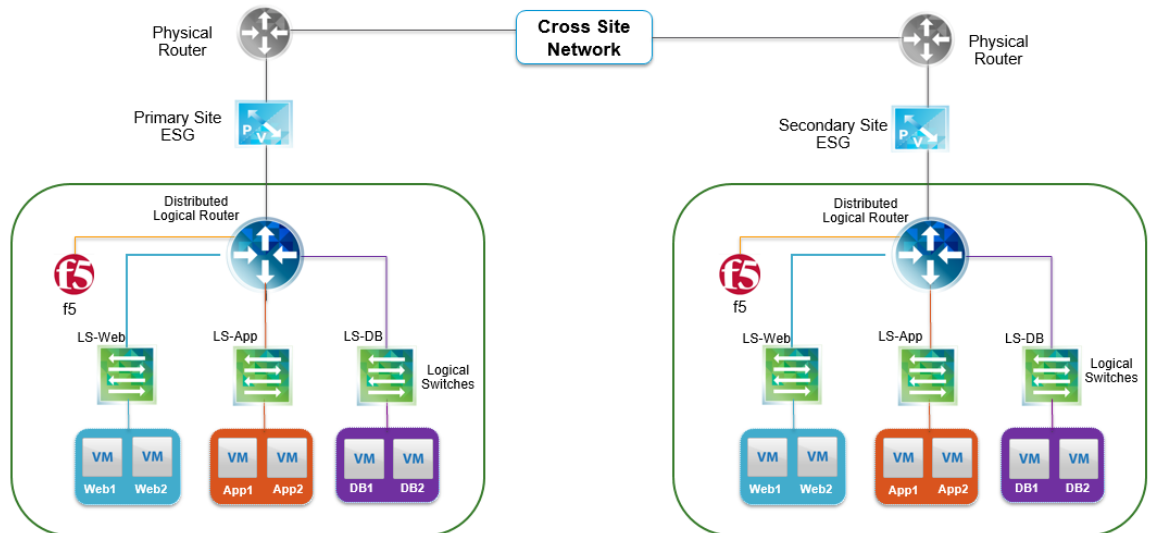 Cross Site
Network
Physical
Router
Physical
Router
Primary Site
ESG
P
V
Secondary Site
ESG
P
V
Distributed
Logical Router
f5
f5
LS-Web
LS-App
LS-DB
Logical
Switches
VM
VM
VM
VM
VM
VM
Web1
Web2
App1
App2
DB1
DB2
Distributed
Logical Router
f5
f5
LS-Web
LS-App
LS-DB
Logical
Switches
VM
VM
VM
VM
VM
VM
Web1
Web2
App1
App2
DB1
DB2